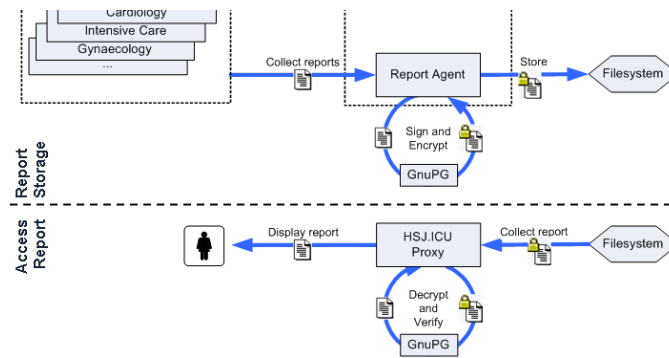 Cardiology
Intensive Care
Gynaecology
...
Collect reports
Report Agent
Store
Filesystem
Sign and
Encrypt
GnuPG
Report
Storage
Access
Report
Display report
HSJ.ICU
Proxy
Collect report
Filesystem
Decrypt
and
Verify
GnuPG